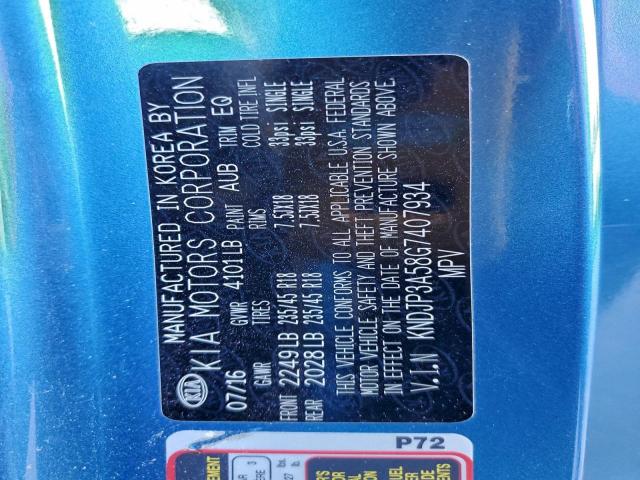 MANUFACTURED IN KOREA BY
KIA KIA MOTORS CORPORATION
07/16 GVWR 4101LB PAINT AUB TRIM EQ
GAWR RIMS COLD TIRE INFL
FRONT 2249LB 235/45 R18 7.5JX18 33psi SINGLE
REAR 2028LB 235/45 R18 7.5JX18 33psi SINGLE
THIS VEHICLE CONFORMS TO ALL APPLICABLE U.S.A. FEDERAL
MOTOR VEHICLE SAFETY AND THEFT PREVENTION STANDARDS
IN EFFECT ON THE DATE OF MANUFACTURE SHOWN ABOVE.
V.I.N KNDJP3A58G7407934
MPV
P72